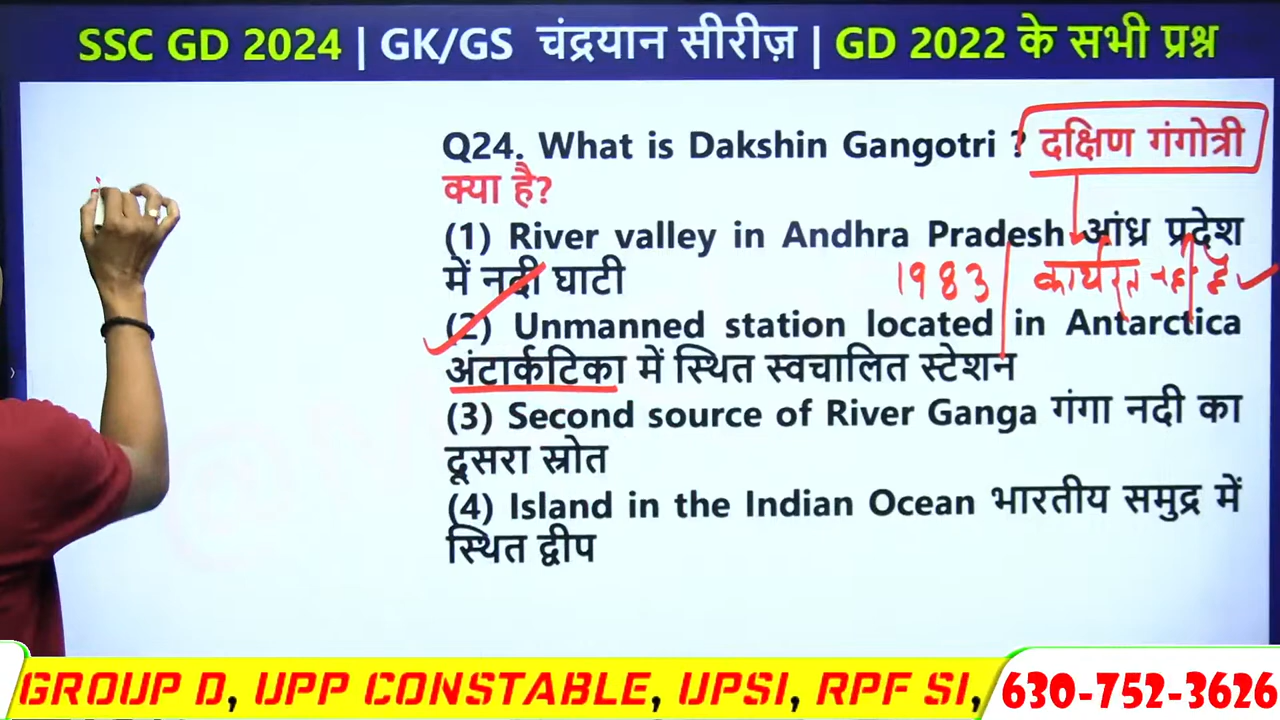 SSC GD 2024 | GK/GS चंद्रयान सीरीज़ | GD 2022 के सभी प्रश्न
Q24. What is Dakshin Gangotri ? दक्षिण गंगोत्री
क्या है?
(1) River valley in Andhra Pradesh आंध्र प्रदेश
में नदी घाटी
1983 कार्यरत नहीं है
(2) Unmanned station located in Antarctica
अंटार्कटिका में स्थित स्वचालित स्टेशन
(3) Second source of River Ganga गंगा नदी का
दूसरा स्रोत
(4) Island in the Indian Ocean भारतीय समुद्र में
स्थित द्वीप
GROUP D, UPP CONSTABLE, UPSI, RPF SI, 630-752-3626